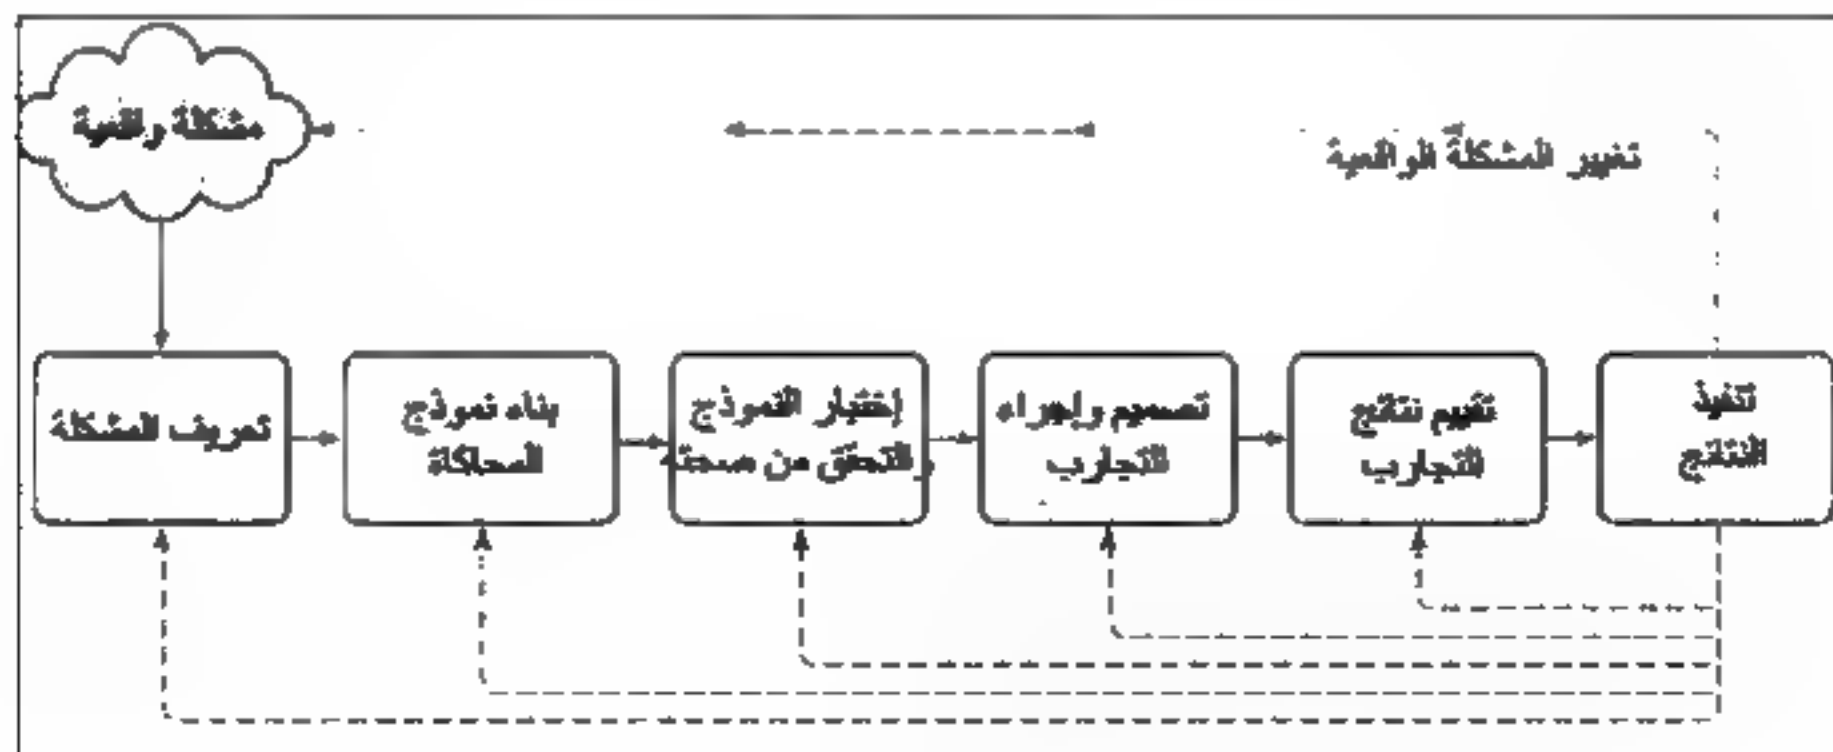 مشكلة واقعية
تغيير المشكلة الواقعية
تعريف المشكلة
بناء نموذج
المحاكاة
إختبار النموذج
والتحقق من صحته
تصميم وإجراء
التجارب
تقييم نتائج
التجارب
تنفيذ
النتائج